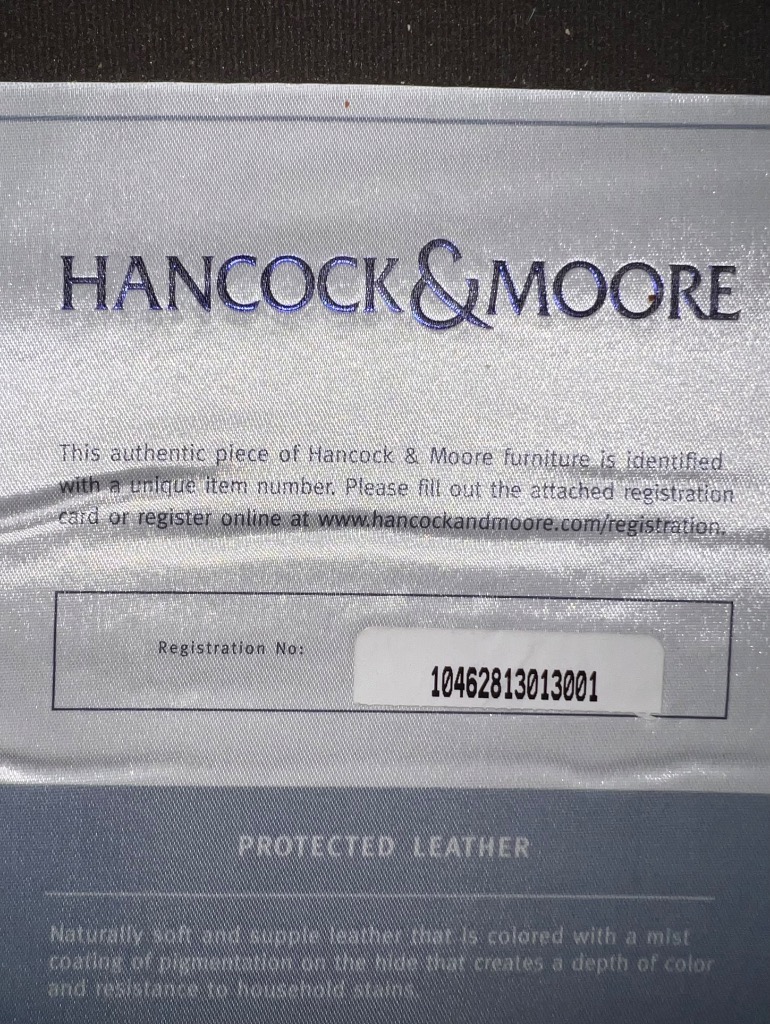 HANCOCK & MOORE
This authentic piece of Hancock & Moore furniture is identified
with a unique item number. Please fill out the attached registration
card or register online at www.hancockandmoore.com/registration.
Registration No:
10462813013001
PROTECTED LEATHER
Naturally soft and supple leather that is colored with a mist
coating of pigmentation on the hide that creates a depth of color
and resistance to household stains.